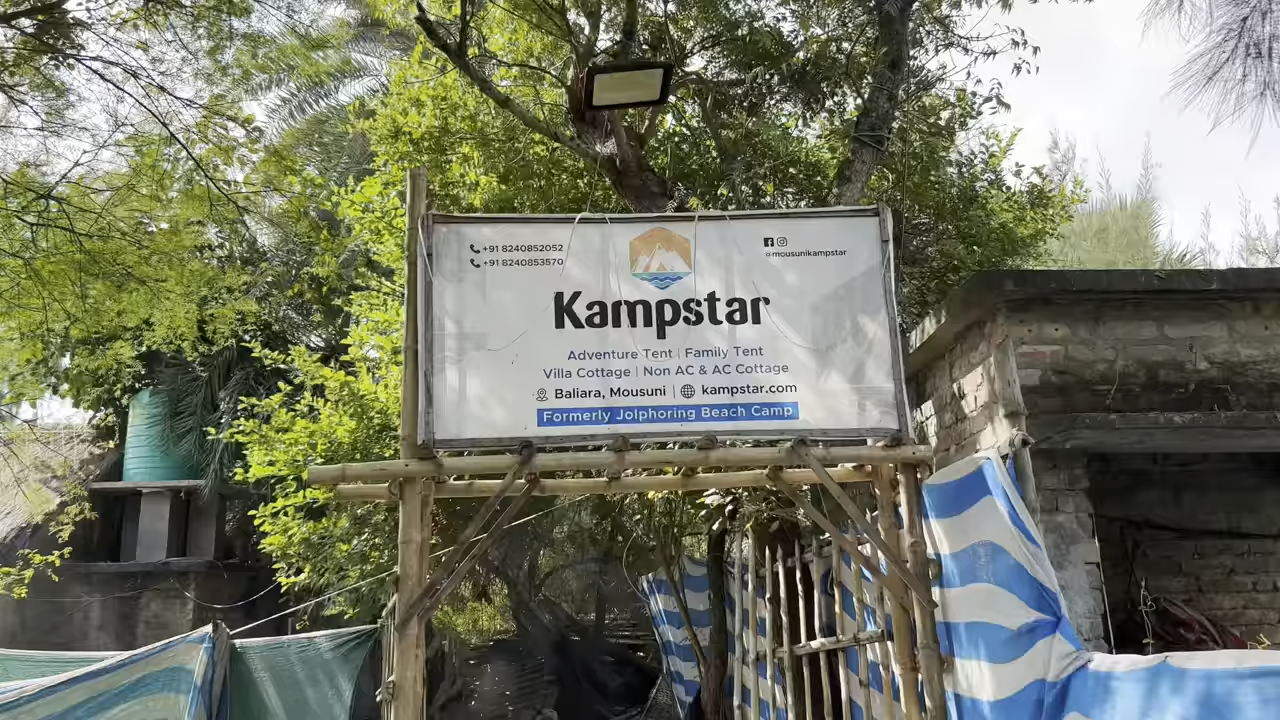 +91 8240852052
+91 8240853570
@mousunikampstar
Kampstar
Adventure Tent | Family Tent
Villa Cottage | Non AC & AC Cottage
Baliara, Mousuni | kampstar.com
Formerly Jolphoring Beach Camp